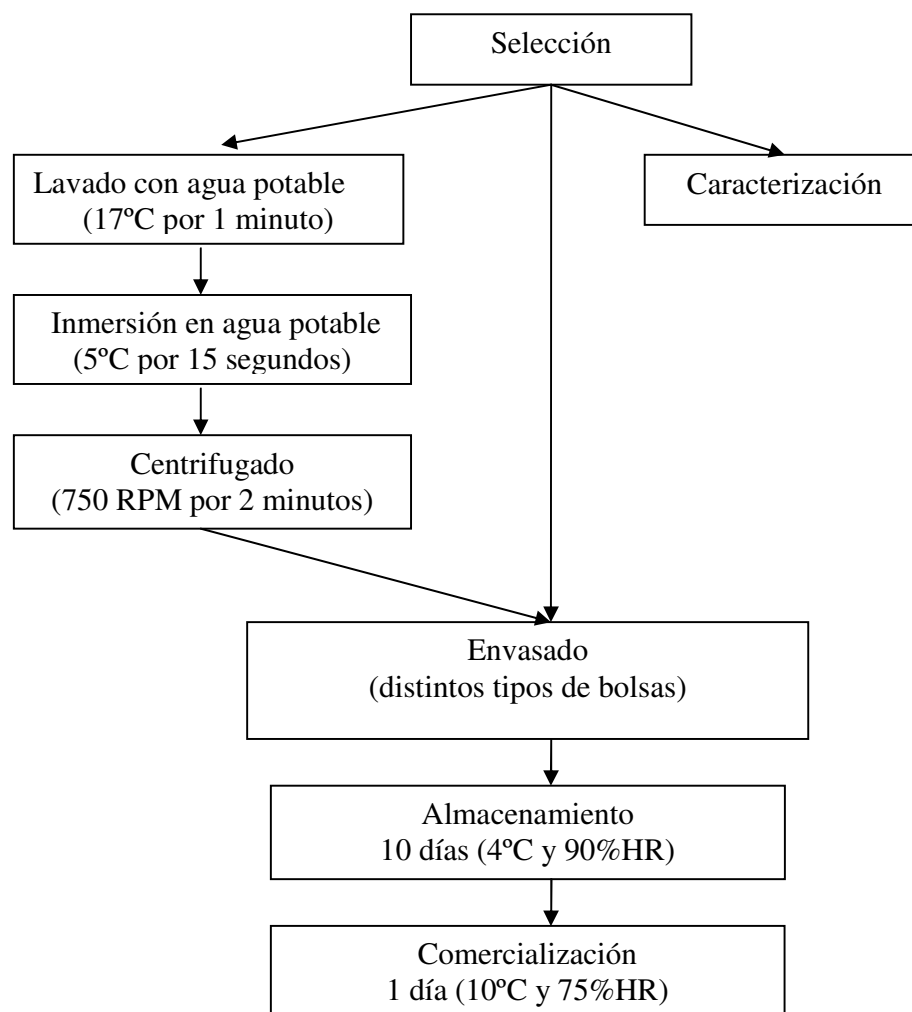 Selección
Lavado con agua potable
(17ºC por 1 minuto)
Caracterización
Inmersión en agua potable
(5ºC por 15 segundos)
Centrifugado
(750 RPM por 2 minutos)
Envasado
(distintos tipos de bolsas)
Almacenamiento
10 días (4ºC y 90%HR)
Comercialización
1 día (10ºC y 75%HR)